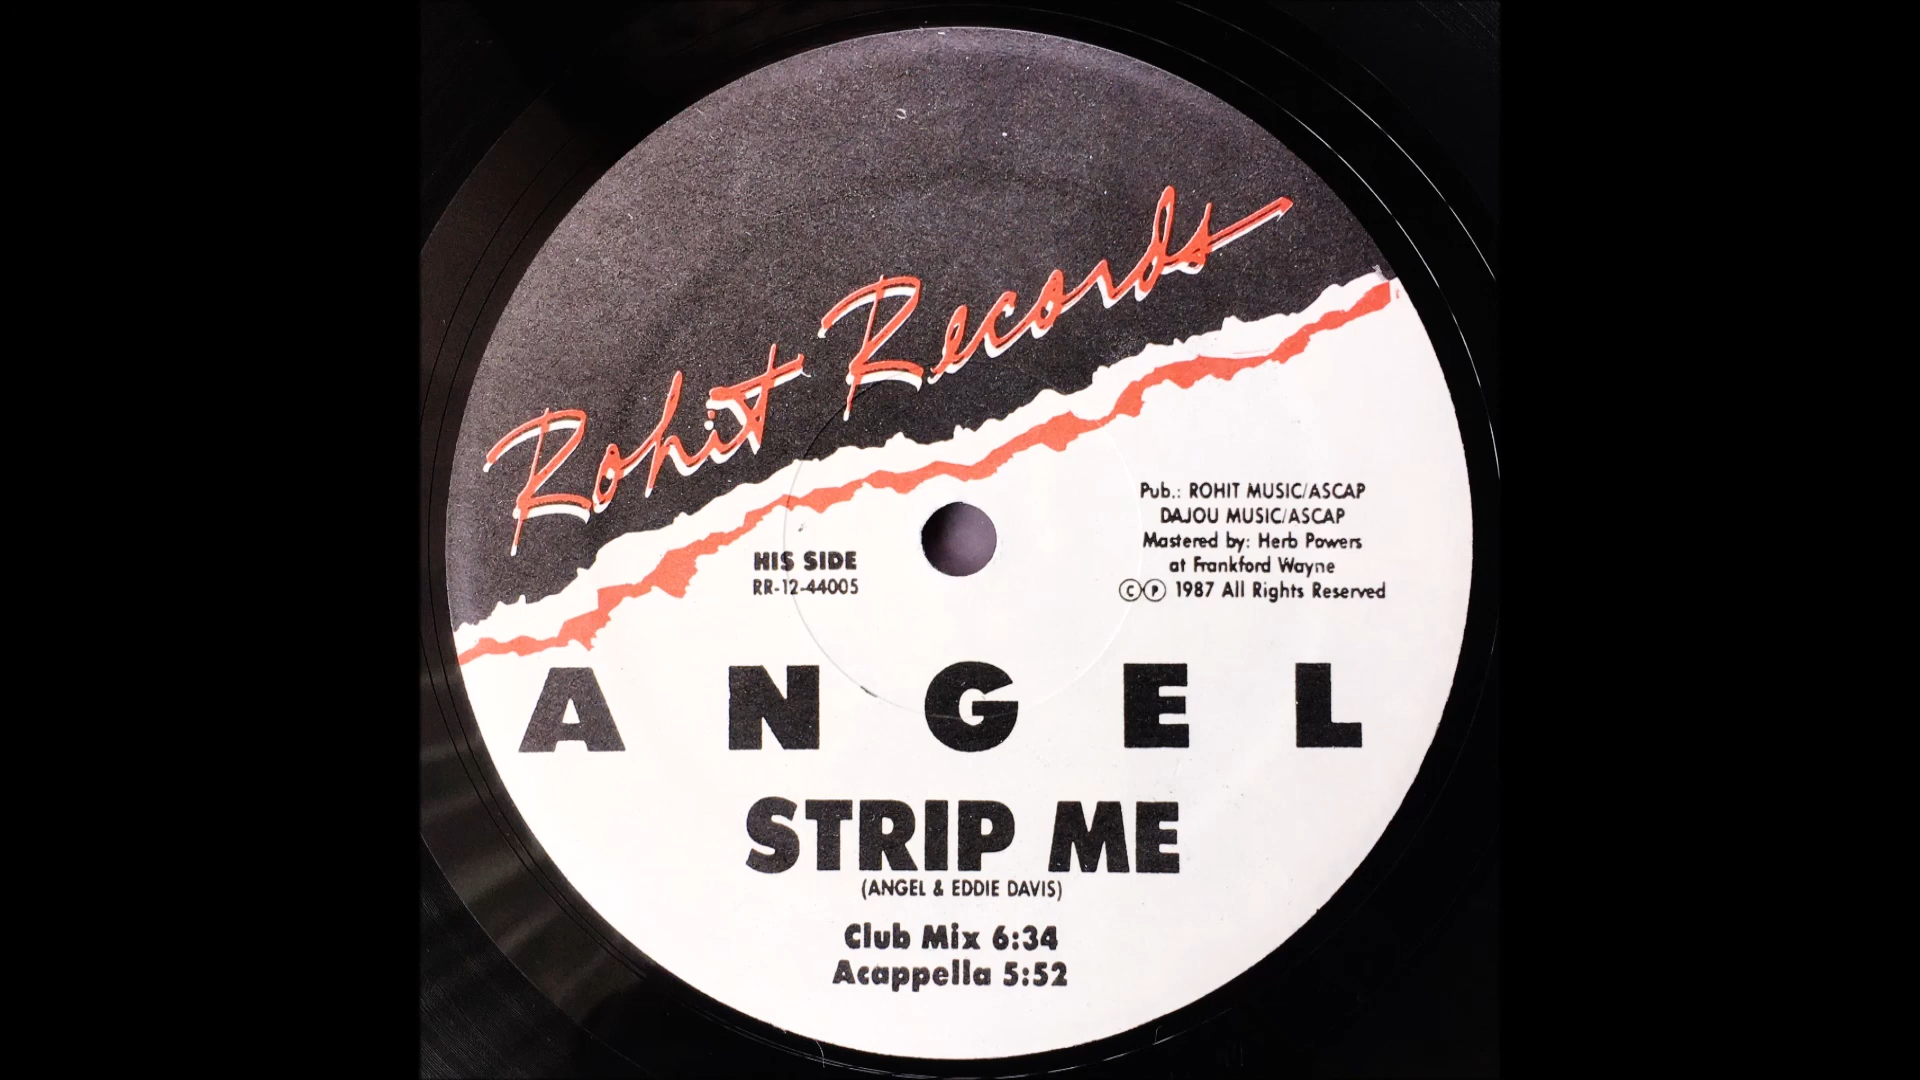 Rohit Records
HIS SIDE
RR-12-44005
Pub.: ROHIT MUSIC/ASCAP
DAJOU MUSIC/ASCAP
Mastered by: Herb Powers
at Frankford Wayne
©℗ 1987 All Rights Reserved
ANGEL
STRIP ME
(ANGEL & EDDIE DAVIS)
Club Mix 6:34
Acappella 5:52